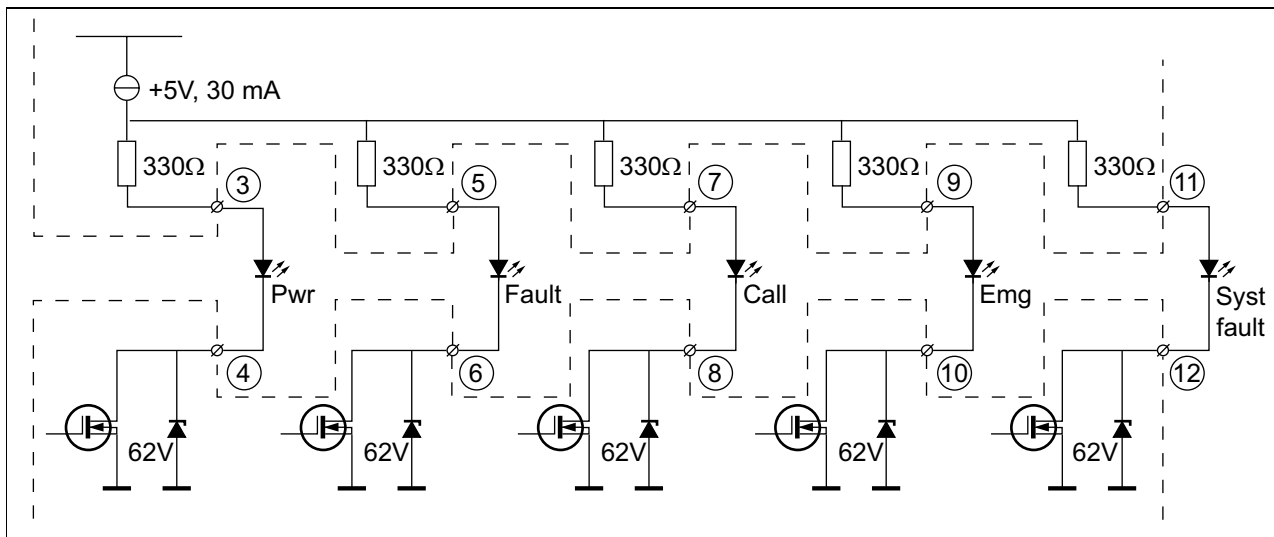 +5V, 30 mA
330Ω
330Ω
330Ω
330Ω
330Ω
3
5
7
9
11
Pwr
Fault
Call
Emg
Syst
fault
4
6
8
10
12
62V
62V
62V
62V
62V